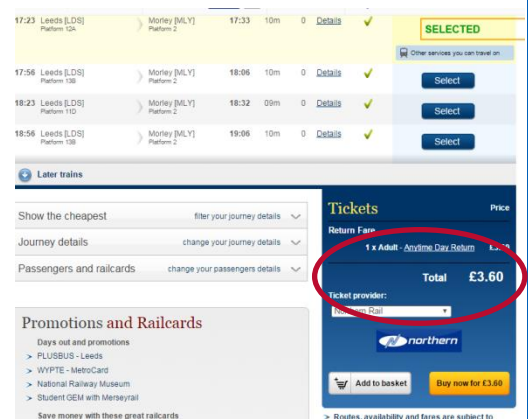 17:23 Leeds [LDS] Morley [MLY] 17:33 10m 0 Details SELECTED
Platform 12A Platform 2
Other services you can travel on
17:56 Leeds [LDS] Morley [MLY] 18:06 10m 0 Details Select
Platform 13B Platform 2
18:23 Leeds [LDS] Morley [MLY] 18:32 09m 0 Details Select
Platform 11D Platform 2
18:56 Leeds [LDS] Morley [MLY] 19:06 10m 0 Details Select
Platform 13B Platform 2
Later trains
Show the cheapest filter your journey details
Journey details change your journey details
Passengers and railcards change your passengers details
Promotions and Railcards
Days out and promotions
> PLUSBUS - Leeds
> WYPTE - MetroCard
> National Railway Museum
> Student GEM with Merseyrail
Save money with these great railcards
Tickets Price
Return Fare
1 x Adult - Anytime Day Return £3.60
Total £3.60
Ticket provider:
Northern Rail
northern
Add to basket Buy now for £3.60
> Routes, availability and fares are subject to